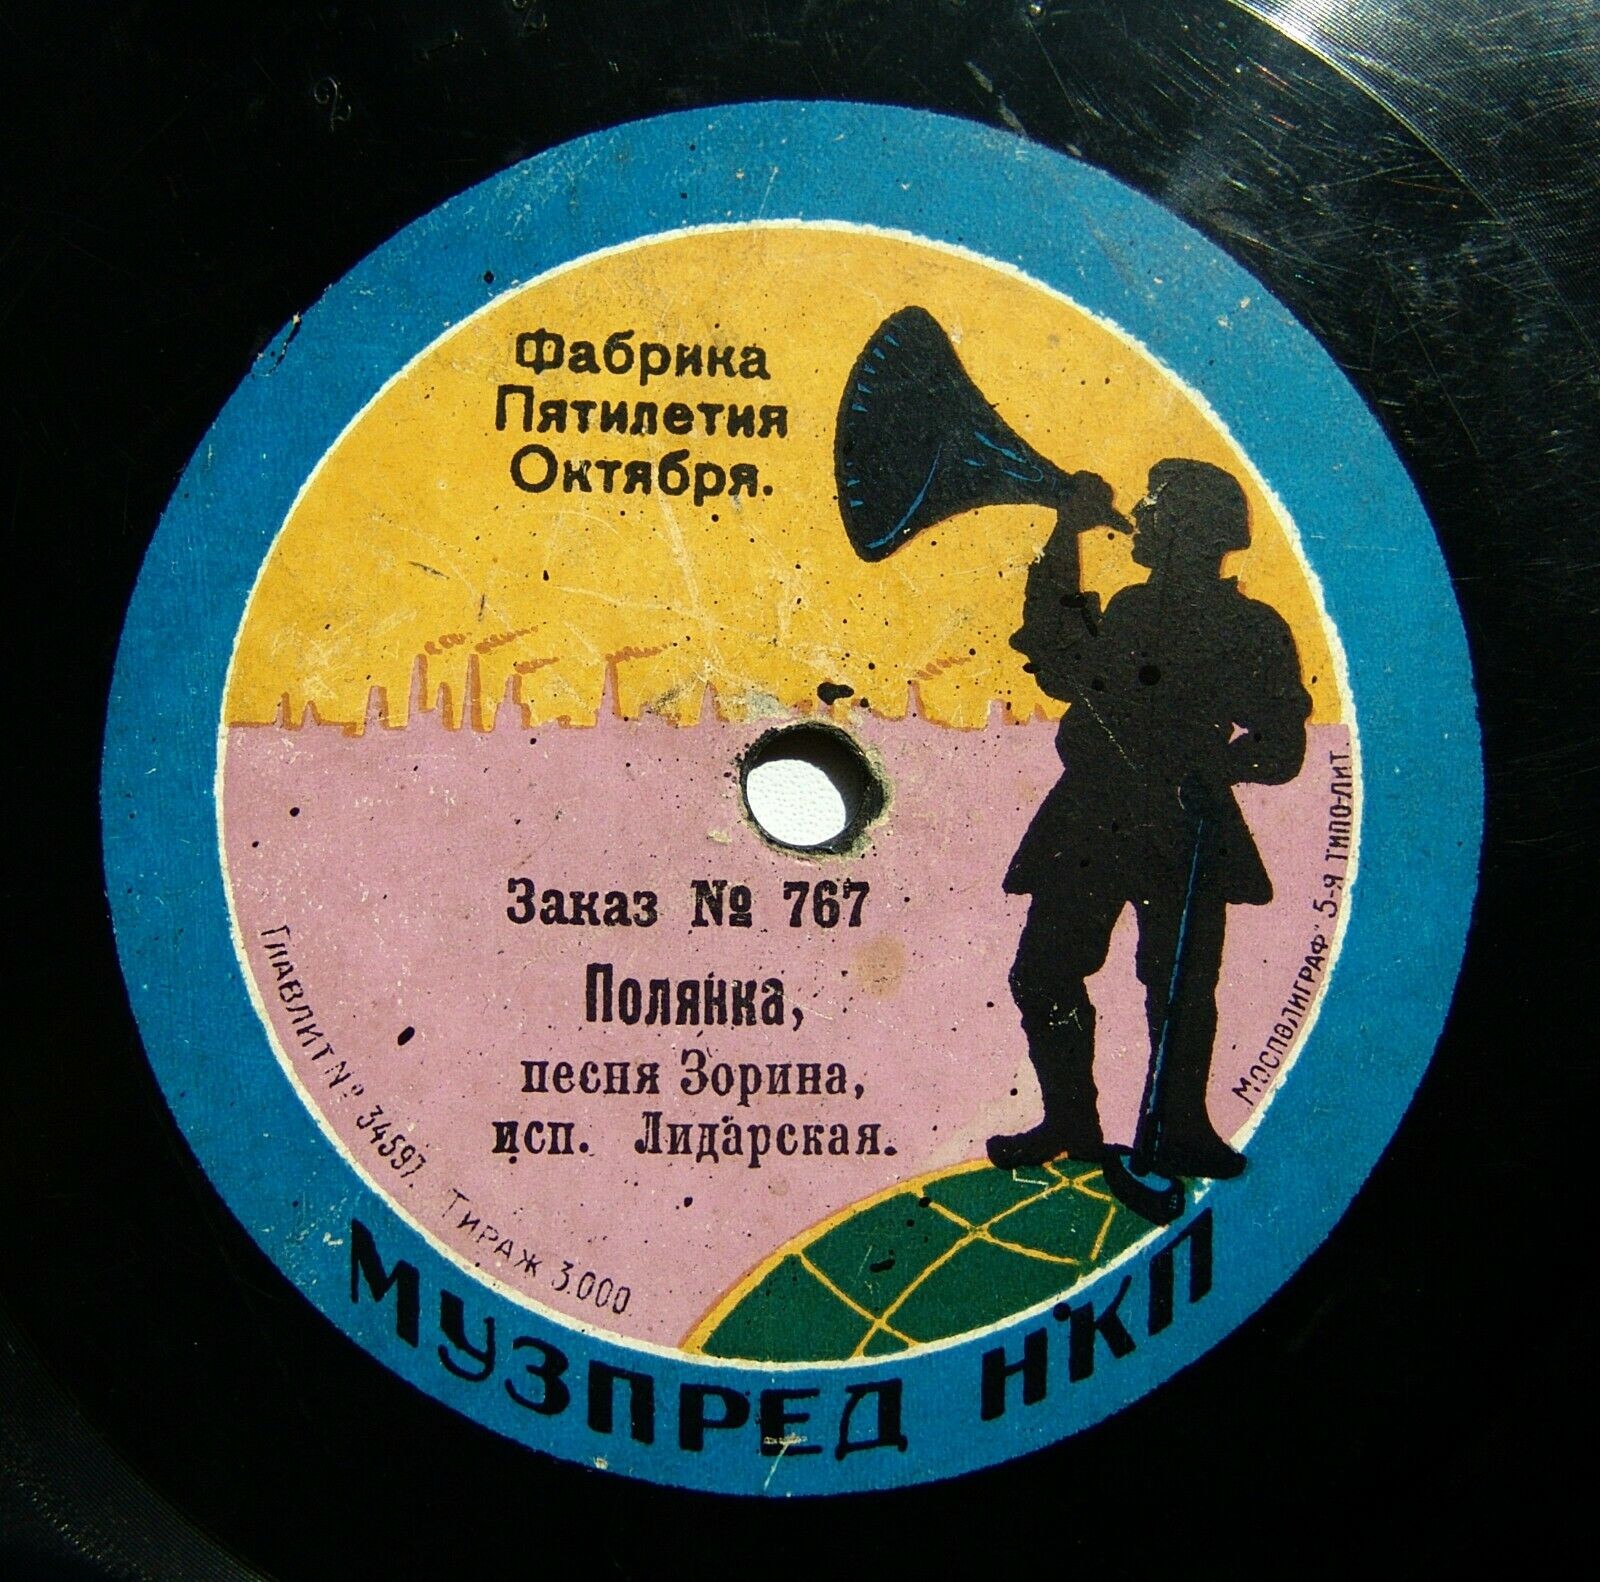 Фабрика
Пятилетия
Октября.
Заказ № 767
Полянка,
песня Зорина,
исп. Лидарская.
Главлит № 34597. Тираж 3.000
Мосполиграф" 5-я типо-лит.
МУЗПРЕД НКП